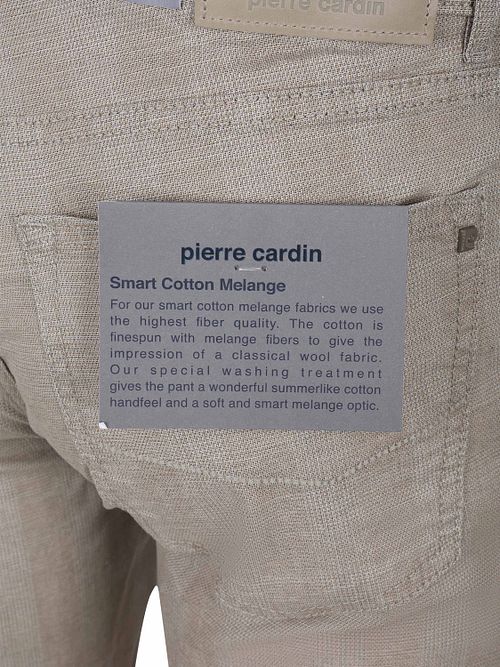 pierre cardin
pierre cardin
Smart Cotton Melange
For our smart cotton melange fabrics we use
the highest fiber quality. The cotton is
finespun with melange fibers to give the
impression of a classical wool fabric.
Our special washing treatment
gives the pant a wonderful summerlike cotton
handfeel and a soft and smart melange optic.